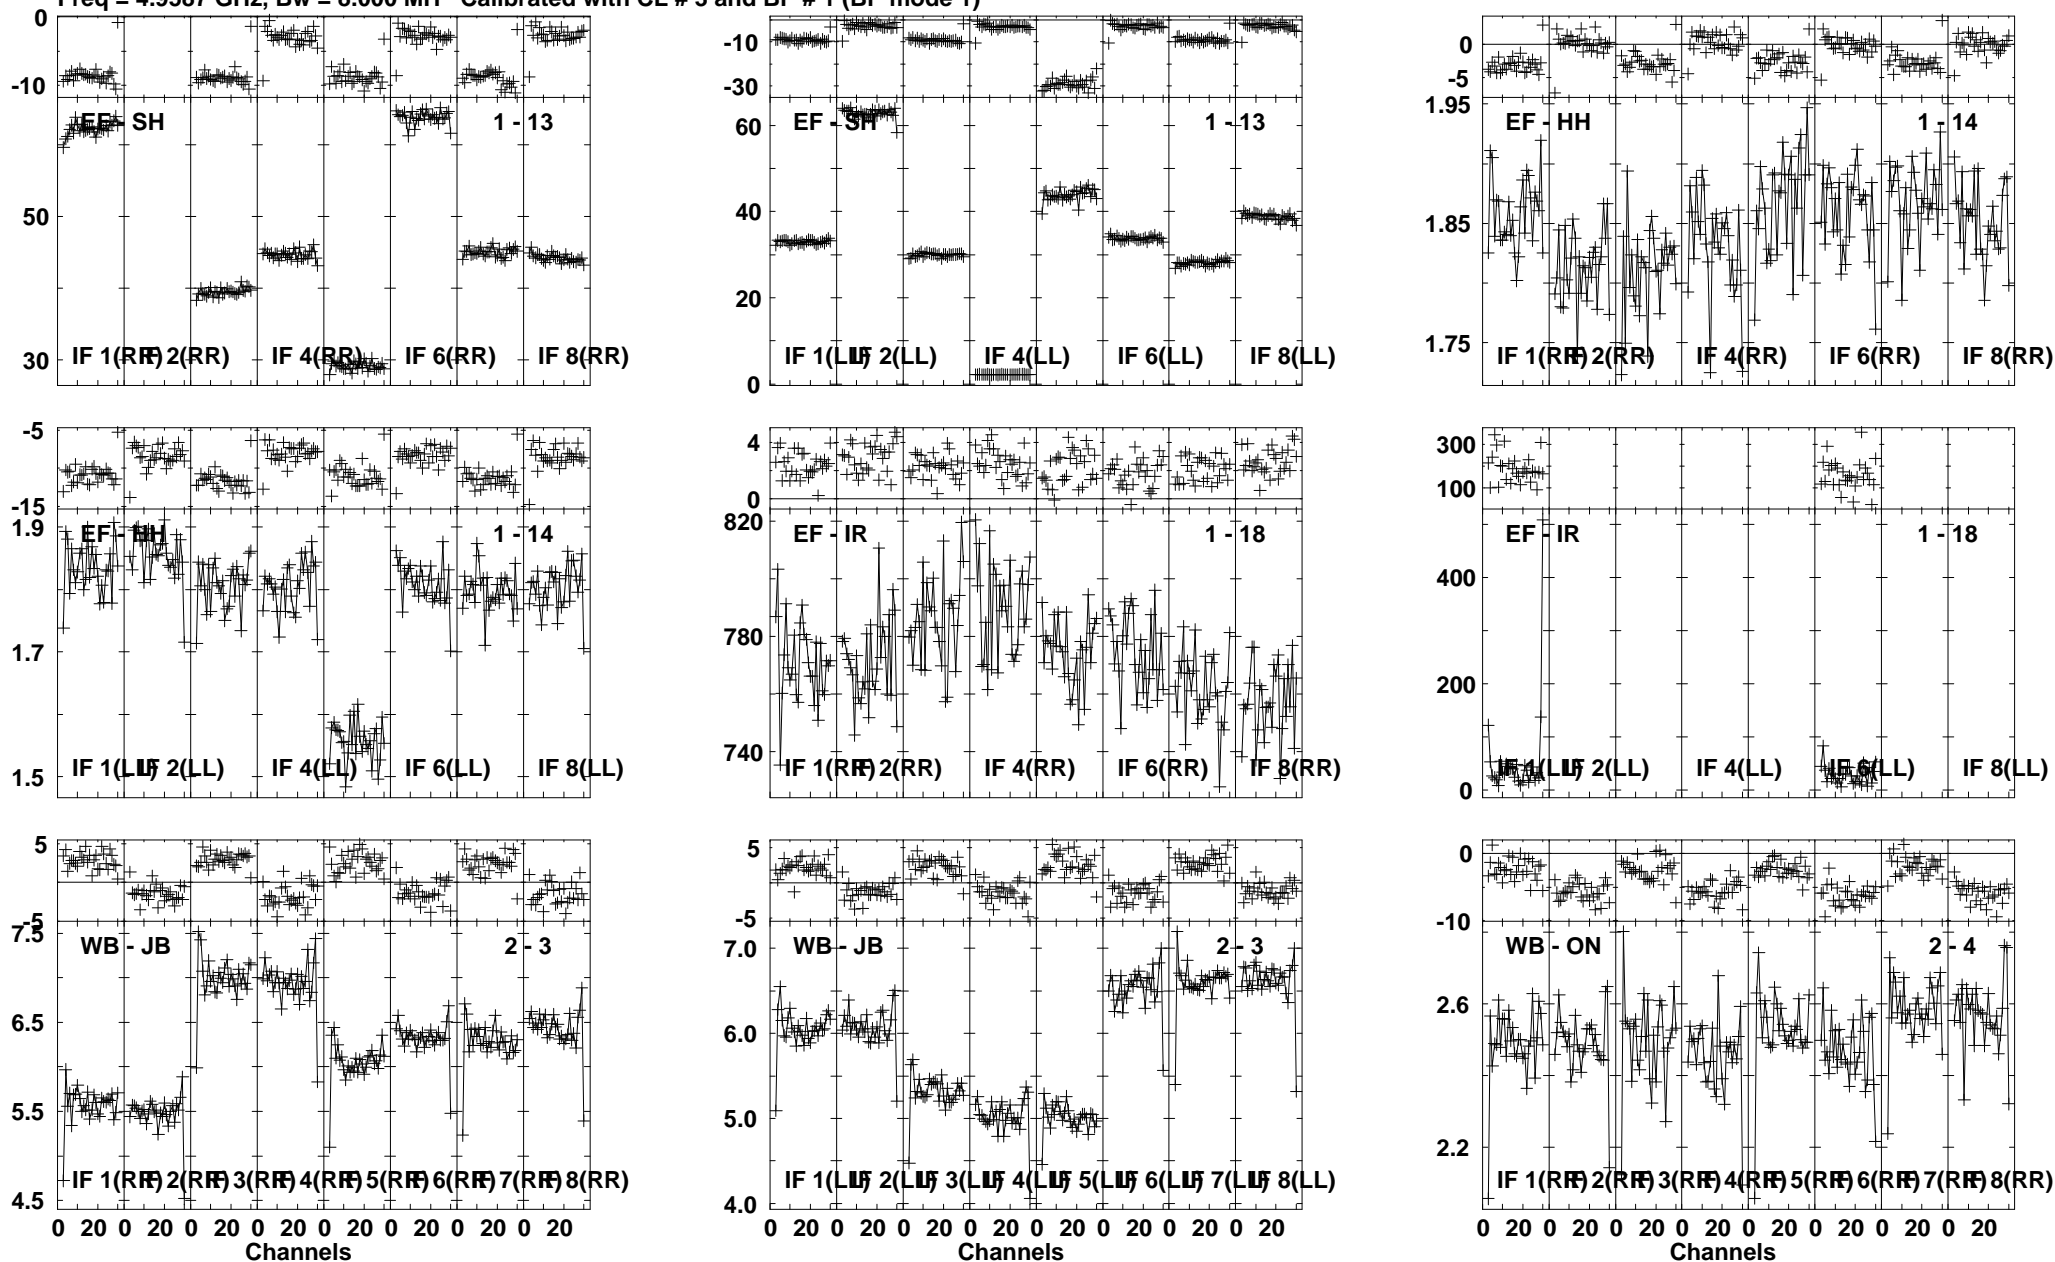 Freq = 4.9587 GHz, Bw = 8.000 MH Calibrated with CL # 3 and BP # 1 (BP mode 1)
0
-10
EF - SH 1 - 13
50
30
IF 1(RR) IF 2(RR) IF 4(RR) IF 6(RR) IF 8(RR)
-10
-30
EF - SH 1 - 13
60
40
20
0
IF 1(LL) IF 2(LL) IF 4(LL) IF 6(LL) IF 8(LL)
0
-5
1.95
EF - HH 1 - 14
1.85
1.75
IF 1(RR) IF 2(RR) IF 4(RR) IF 6(RR) IF 8(RR)
-5
-15
1.9
EF - HH 1 - 14
1.7
1.5
IF 1(LL) IF 2(LL) IF 4(LL) IF 6(LL) IF 8(LL)
4
0
820
EF - IR 1 - 18
780
740
IF 1(RR) IF 2(RR) IF 4(RR) IF 6(RR) IF 8(RR)
300
100
EF - IR 1 - 18
400
200
0
IF 1(LL) IF 2(LL) IF 4(LL) IF 6(LL) IF 8(LL)
5
-5
7.5
WB - JB 2 - 3
6.5
5.5
4.5
IF 1(RR) IF 2(RR) IF 3(RR) IF 4(RR) IF 5(RR) IF 6(RR) IF 7(RR) IF 8(RR)
0 20 0 20 0 20 0 20 0 20 0 20 0 20 0 20
Channels
5
-5
7.0
WB - JB 2 - 3
6.0
5.0
4.0
IF 1(LL) IF 2(LL) IF 3(LL) IF 4(LL) IF 5(LL) IF 6(LL) IF 7(LL) IF 8(LL)
0 20 0 20 0 20 0 20 0 20 0 20 0 20 0 20
Channels
0
-10
WB - ON 2 - 4
2.6
2.2
IF 1(RR) IF 2(RR) IF 3(RR) IF 4(RR) IF 5(RR) IF 6(RR) IF 7(RR) IF 8(RR)
0 20 0 20 0 20 0 20 0 20 0 20 0 20 0 20
Channels